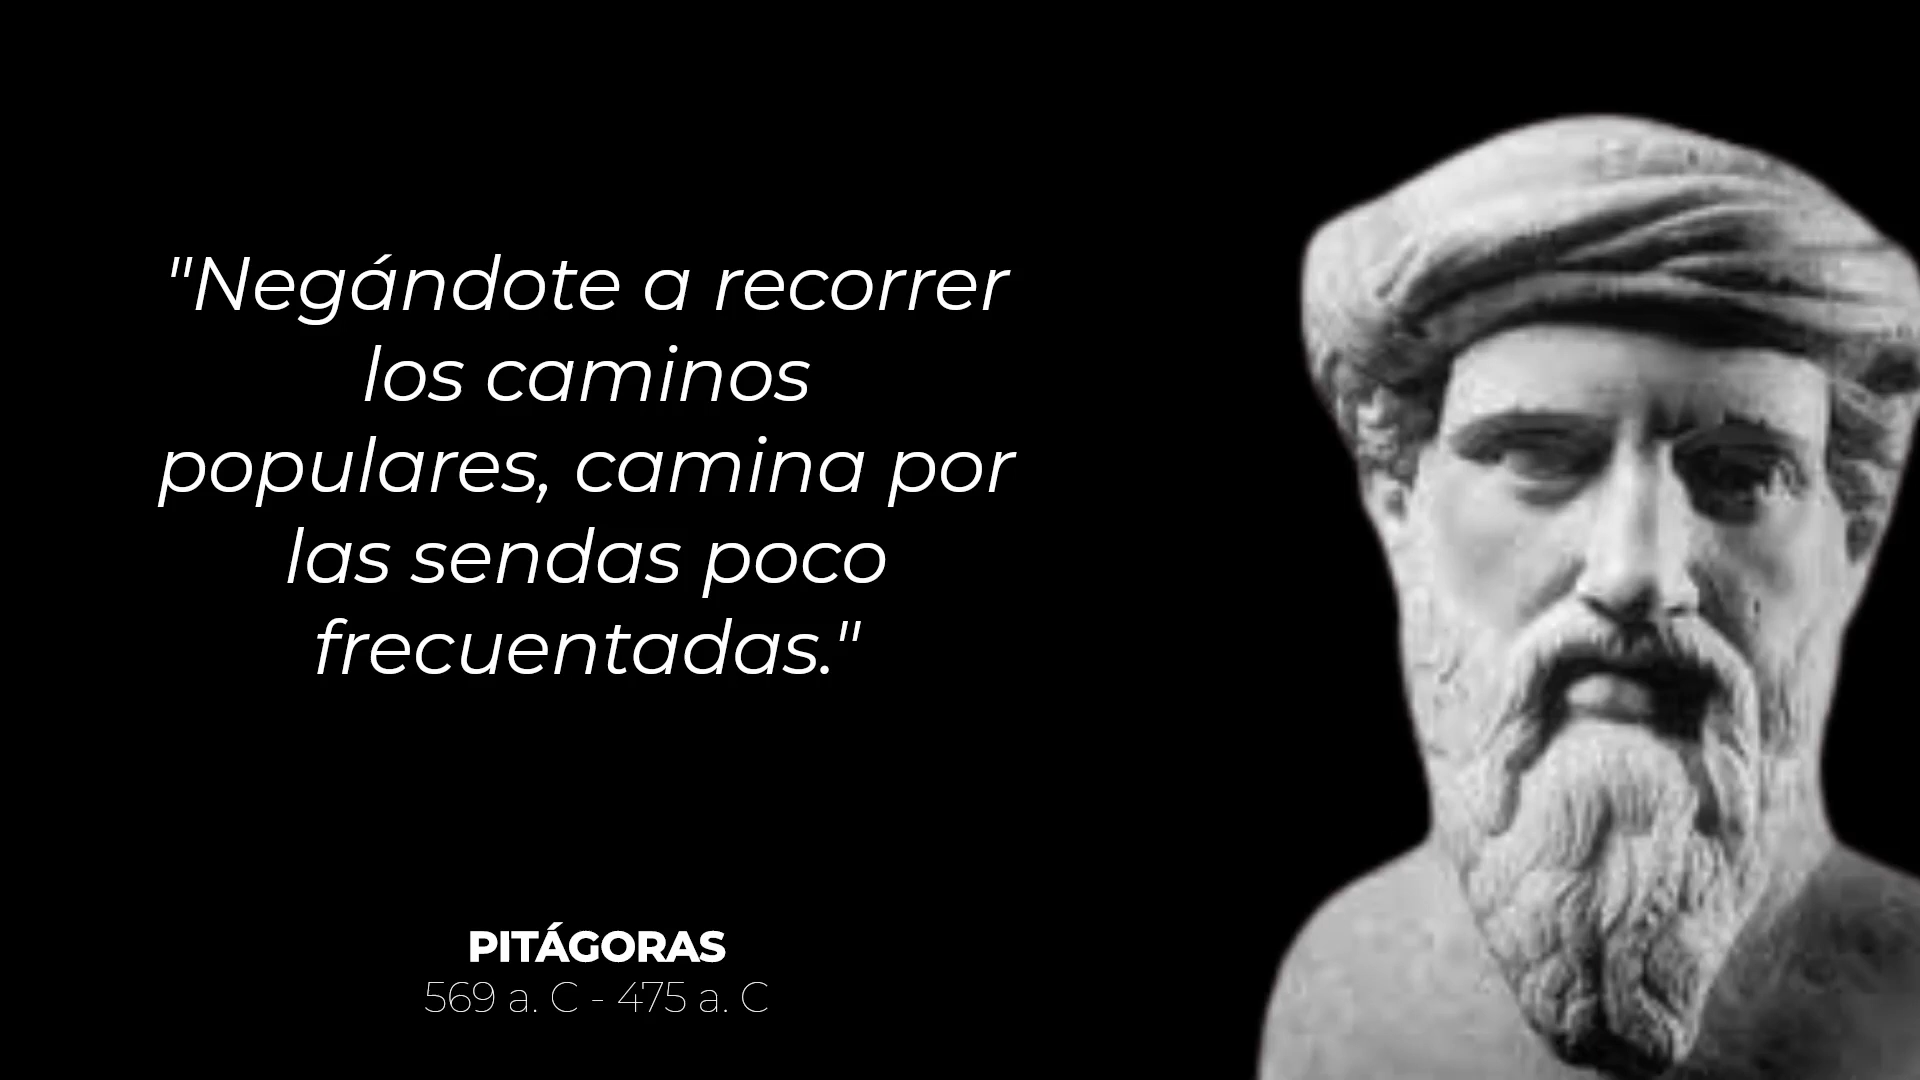 "Negándote a recorrer
los caminos
populares, camina por
las sendas poco
frecuentadas."
PITÁGORAS
569 a. C - 475 a. C